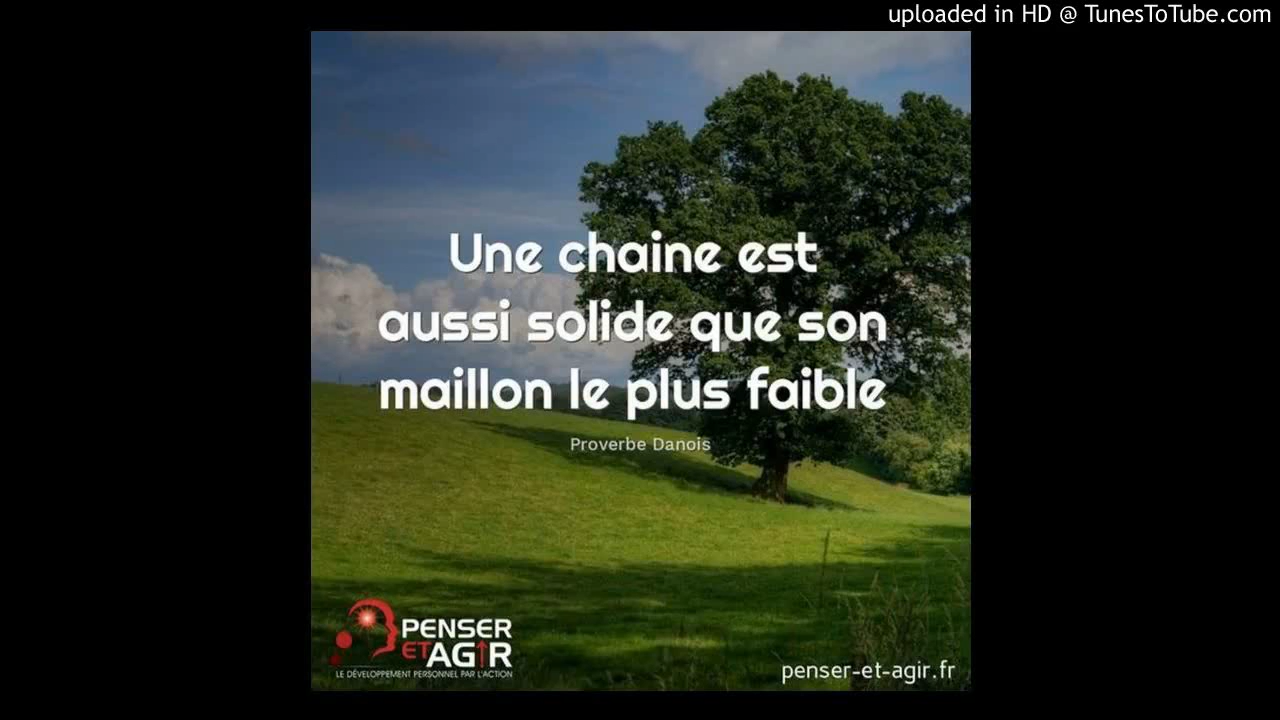 uploaded in HD @ TunesToTube.com
Une chaine est
aussi solide que son
maillon le plus faible
Proverbe Danois
PENSER
ET AGIR
LE DÉVELOPPEMENT PERSONNEL PAR L'ACTION
penser-et-agir.fr